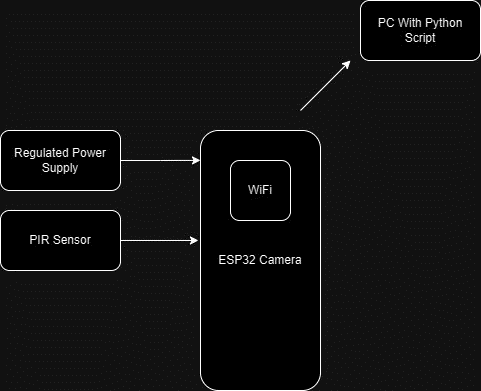 PC With Python
Script
Regulated Power
Supply
WiFi
PIR Sensor
ESP32 Camera